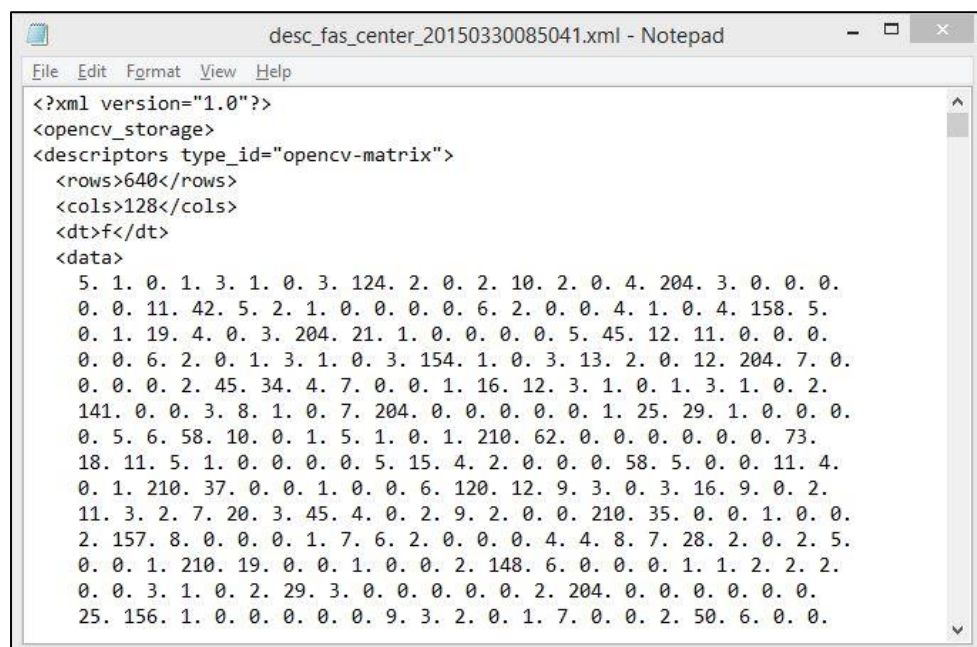 desc_fas_center_20150330085041.xml - Notepad
File Edit Format View Help
<?xml version="1.0"?>
<opencv_storage>
<descriptors type_id="opencv-matrix">
  <rows>640</rows>
  <cols>128</cols>
  <dt>f</dt>
  <data>
    5. 1. 0. 1. 3. 1. 0. 3. 124. 2. 0. 2. 10. 2. 0. 4. 204. 3. 0. 0. 0.
    0. 0. 11. 42. 5. 2. 1. 0. 0. 0. 0. 6. 2. 0. 0. 4. 1. 0. 4. 158. 5.
    0. 1. 19. 4. 0. 3. 204. 21. 1. 0. 0. 0. 0. 5. 45. 12. 11. 0. 0. 0.
    0. 0. 6. 2. 0. 1. 3. 1. 0. 3. 154. 1. 0. 3. 13. 2. 0. 12. 204. 7. 0.
    0. 0. 0. 2. 45. 34. 4. 7. 0. 0. 1. 16. 12. 3. 1. 0. 1. 3. 1. 0. 2.
    141. 0. 0. 3. 8. 1. 0. 7. 204. 0. 0. 0. 0. 0. 1. 25. 29. 1. 0. 0. 0.
    0. 5. 6. 58. 10. 0. 1. 5. 1. 0. 1. 210. 62. 0. 0. 0. 0. 0. 0. 73.
    18. 11. 5. 1. 0. 0. 0. 0. 5. 15. 4. 2. 0. 0. 0. 58. 5. 0. 0. 11. 4.
    0. 1. 210. 37. 0. 0. 1. 0. 0. 6. 120. 12. 9. 3. 0. 3. 16. 9. 0. 2.
    11. 3. 2. 7. 20. 3. 45. 4. 0. 2. 9. 2. 0. 0. 210. 35. 0. 0. 1. 0. 0.
    2. 157. 8. 0. 0. 0. 1. 7. 6. 2. 0. 0. 0. 4. 4. 8. 7. 28. 2. 0. 2. 5.
    0. 0. 1. 210. 19. 0. 0. 1. 0. 0. 2. 148. 6. 0. 0. 0. 1. 1. 2. 2. 2.
    0. 0. 3. 1. 0. 2. 29. 3. 0. 0. 0. 0. 0. 2. 204. 0. 0. 0. 0. 0. 0.
    25. 156. 1. 0. 0. 0. 0. 0. 9. 3. 2. 0. 1. 7. 0. 0. 2. 50. 6. 0. 0.